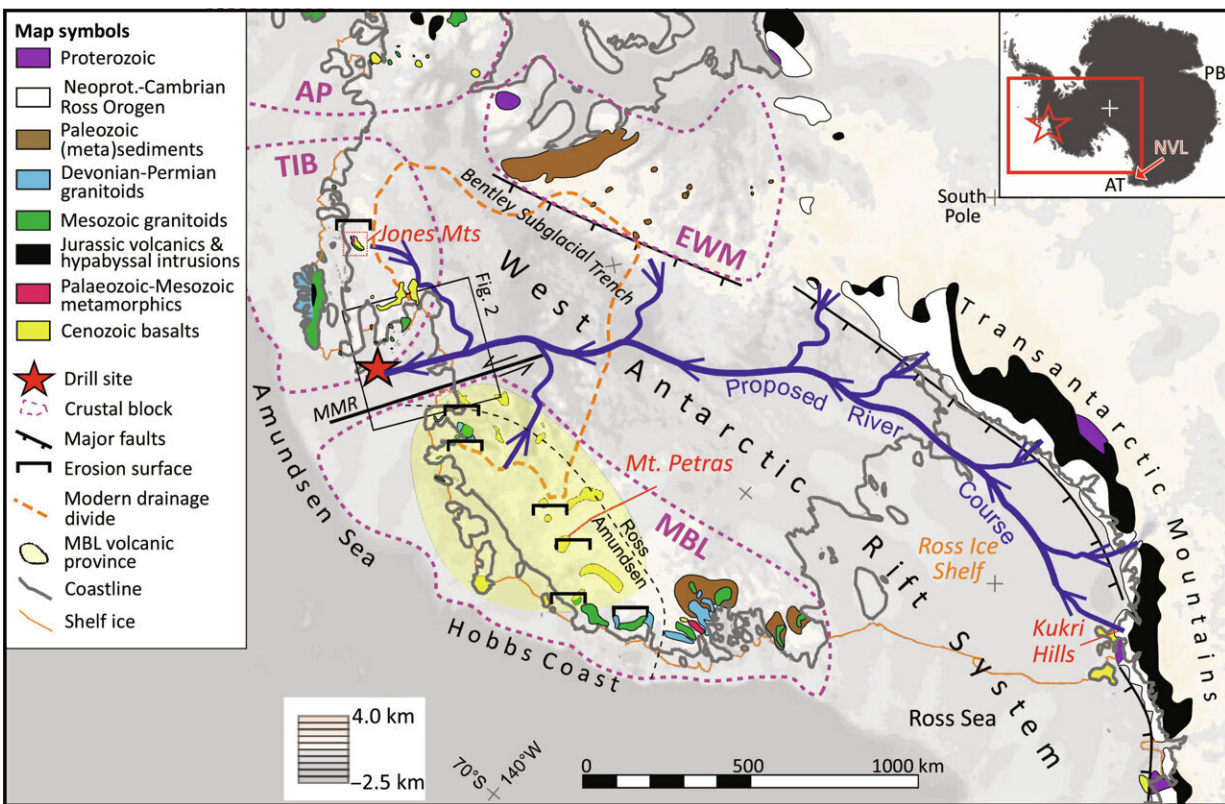 Map symbols
Proterozoic
Neoprot.-Cambrian
Ross Orogen
Paleozoic
(meta)sediments
Devonian-Permian
granitoids
Mesozoic granitoids
Jurassic volcanics &
hypabyssal intrusions
Palaeozoic-Mesozoic
metamorphics
Cenozoic basalts
Drill site
Crustal block
Major faults
Erosion surface
Modern drainage
divide
MBL volcanic
province
Coastline
Shelf ice
AP
TIB
Jones Mts
Bentley Subglacial Trench
EWM
South
Pole
PB
NVL
AT
Fig. 2
MMR
West
Antarctic
Rift
System
Proposed
River
Course
Transantarctic
Mountains
Amundsen Sea
Mt. Petras
MBL
Ross
Amundsen
Ross Ice
Shelf
Kukri
Hills
Hobbs Coast
Ross Sea
4.0 km
−2.5 km
70°S
140°W
0
500
1000 km